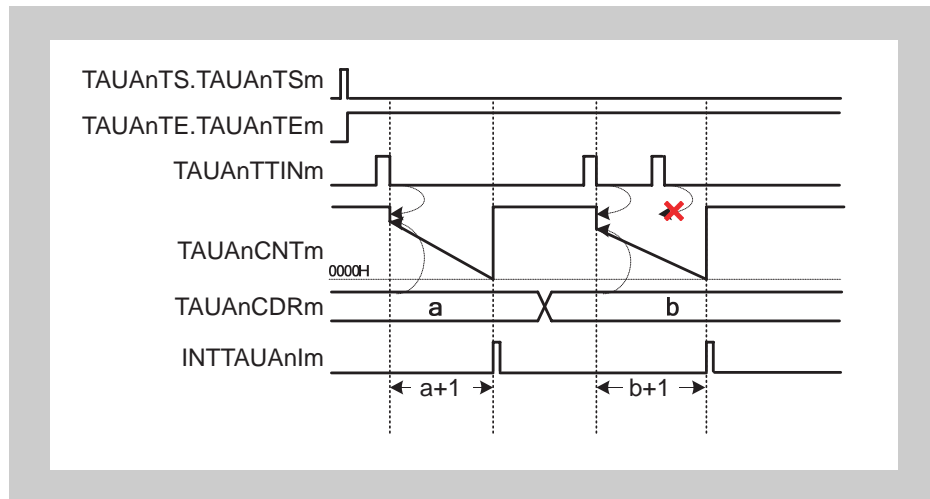 TAUAnTS.TAUAnTSm
TAUAnTE.TAUAnTEm
TAUAnTTINm
TAUAnCNTm
0000H
TAUAnCDRm
a
b
INTTAUAnIm
a+1
b+1